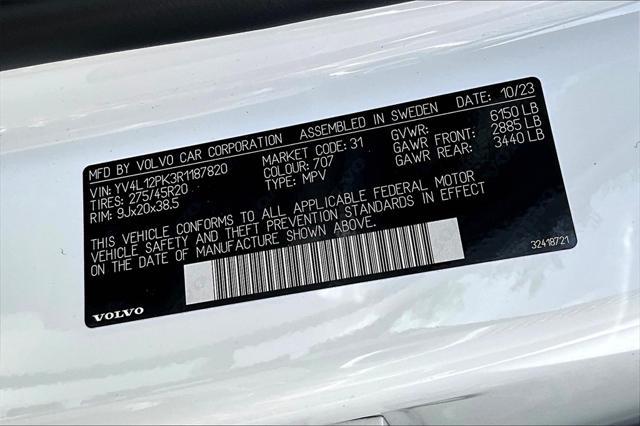 MFD BY VOLVO CAR CORPORATION ASSEMBLED IN SWEDEN DATE: 10/23
VIN: YV4L12PK3R1187820 MARKET CODE: 31 GVWR: 6150 LB
TIRES: 275/45R20 COLOUR: 707 GAWR FRONT: 2885 LB
RIM: 9Jx20x38.5 TYPE: MPV GAWR REAR: 3440 LB
THIS VEHICLE CONFORMS TO ALL APPLICABLE FEDERAL MOTOR
VEHICLE SAFETY AND THEFT PREVENTION STANDARDS IN EFFECT
ON THE DATE OF MANUFACTURE SHOWN ABOVE.
32418721
VOLVO